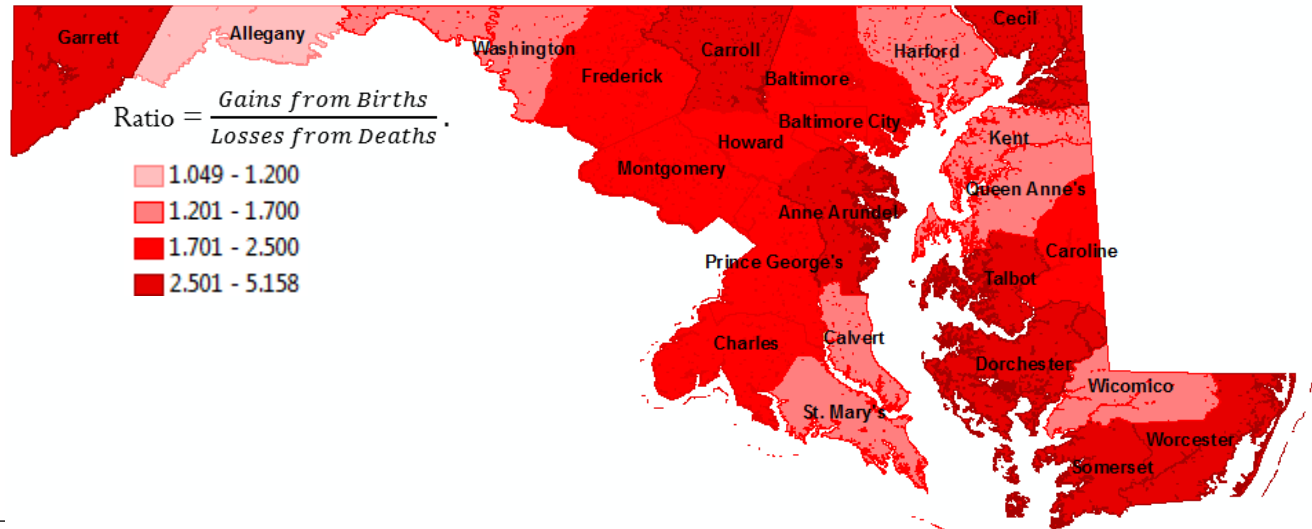 Garrett
Allegany
Washington
Frederick
Carroll
Baltimore
Harford
Cecil
Baltimore City
Howard
Montgomery
Kent
Queen Anne's
Anne Arundel
Prince George's
Caroline
Talbot
Charles
Calvert
Dorchester
St. Mary's
Wicomico
Worcester
Somerset
Ratio = Gains from Births / Losses from Deaths.
1.049 - 1.200
1.201 - 1.700
1.701 - 2.500
2.501 - 5.158